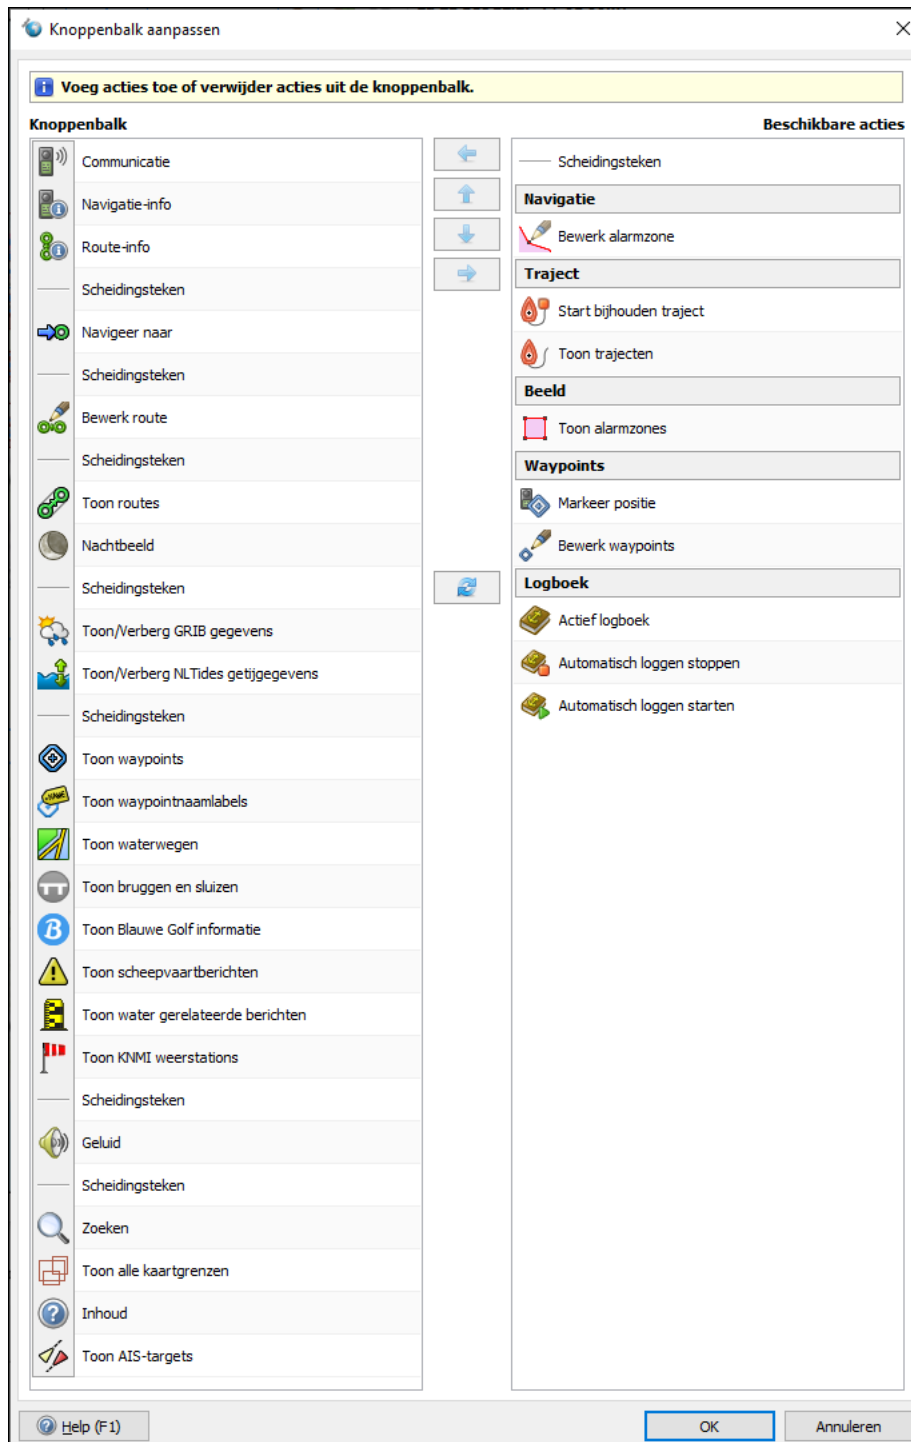 Knoppenbalk aanpassen
Voeg acties toe of verwijder acties uit de knoppenbalk.
Knoppenbalk
Communicatie
Navigatie-info
Route-info
Scheidingsteken
Navigeer naar
Scheidingsteken
Bewerk route
Scheidingsteken
Toon routes
Nachtbeeld
Scheidingsteken
Toon/Verberg GRIB gegevens
Toon/Verberg NLTides getijgegevens
Scheidingsteken
Toon waypoints
Toon waypointnaamlabels
Toon waterwegen
Toon bruggen en sluizen
Toon Blauwe Golf informatie
Toon scheepvaartberichten
Toon water gerelateerde berichten
Toon KNMI weerstations
Scheidingsteken
Geluid
Scheidingsteken
Zoeken
Toon alle kaartgrenzen
Inhoud
Toon AIS-targets
Beschikbare acties
Scheidingsteken
Navigatie
Bewerk alarmzone
Traject
Start bijhouden traject
Toon trajecten
Beeld
Toon alarmzones
Waypoints
Markeer positie
Bewerk waypoints
Logboek
Actief logboek
Automatisch loggen stoppen
Automatisch loggen starten
Help (F1)
OK
Annuleren